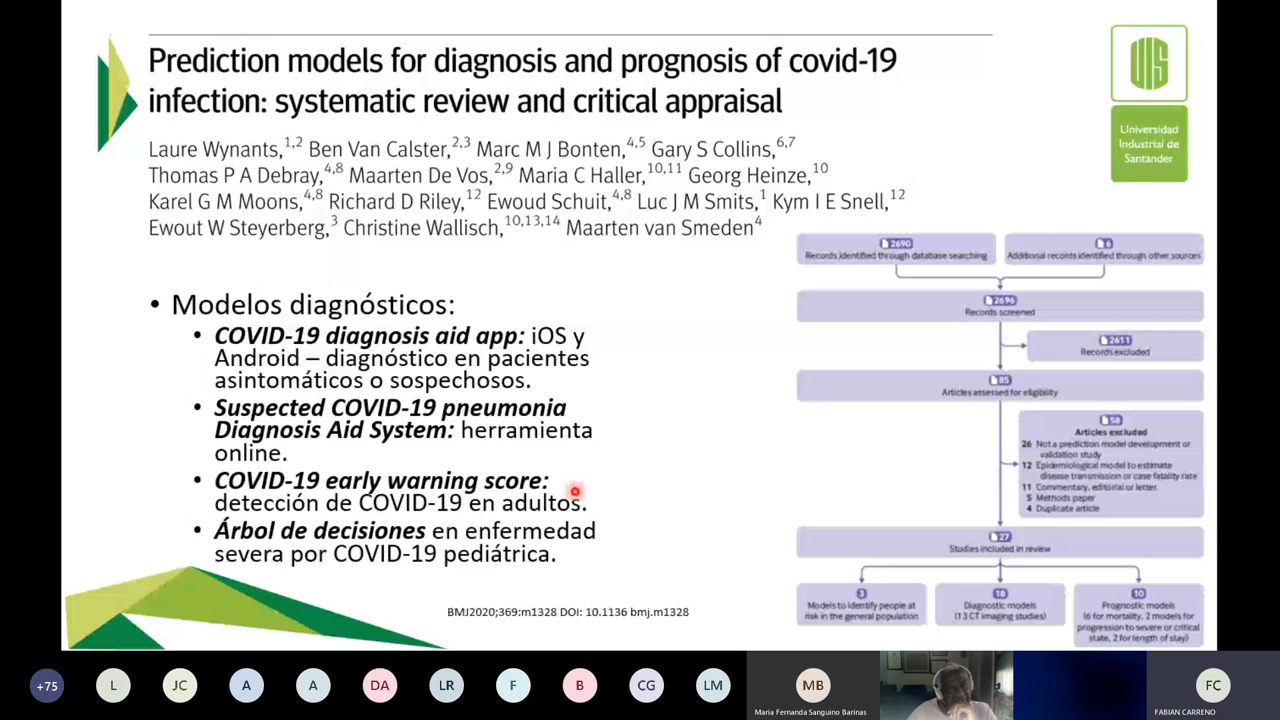 Prediction models for diagnosis and prognosis of covid-19
infection: systematic review and critical appraisal
Laure Wynants,1,2 Ben Van Calster,2,3 Marc M J Bonten,4,5 Gary S Collins,6,7
Thomas P A Debray,4,8 Maarten De Vos,2,9 Maria C Haller,10,11 Georg Heinze,10
Karel G M Moons,4,8 Richard D Riley,12 Ewoud Schuit,4,8 Luc J M Smits,1 Kym I E Snell,12
Ewout W Steyerberg,3 Christine Wallisch,10,13,14 Maarten van Smeden4
UIS
Universidad
Industrial de
Santander
• Modelos diagnósticos:
• COVID-19 diagnosis aid app: iOS y
Android – diagnóstico en pacientes
asintomáticos o sospechosos.
• Suspected COVID-19 pneumonia
Diagnosis Aid System: herramienta
online.
• COVID-19 early warning score:
detección de COVID-19 en adultos.
• Árbol de decisiones en enfermedad
severa por COVID-19 pediátrica.
2690
Records identified through database searching
6
Additional records identified through other sources
2696
Records screened
2611
Records excluded
85
Articles assessed for eligibility
58
Articles excluded
26 Not a prediction model development or
validation study
12 Epidemiological model to estimate
disease transmission or case fatality rate
11 Commentary, editorial or letter
5 Methods paper
4 Duplicate article
27
Studies included in review
3
Models to identify people at
risk in the general population
18
Diagnostic models
(13 CT imaging studies)
10
Prognostic models
(6 for mortality, 2 models for
progression to severe or critical
state, 2 for length of stay)
BMJ2020;369:m1328 DOI: 10.1136 bmj.m1328
+75
L
JC
A
A
DA
LR
F
B
CG
LM
MB
Maria Fernanda Sanguino Barinas
FC
FABIAN CARRENO